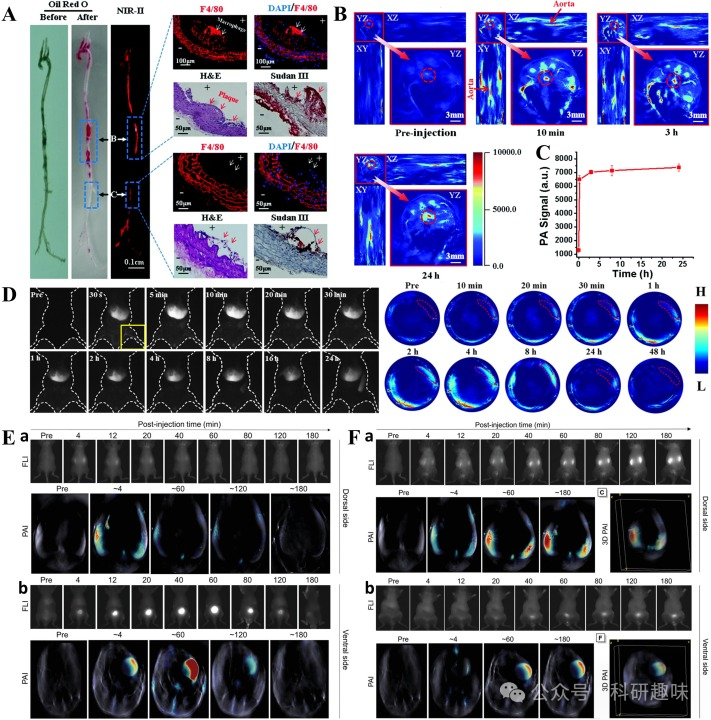 A
Oil Red O
Before After
NIR-II
B
C
0.1cm
F4/80
Macrophage
+
-
100μm
DAPI/F4/80
+
-
100μm
H&E
Plaque
+
-
50μm
Sudan III
+
-
50μm
F4/80
+
-
50μm
DAPI/F4/80
+
-
50μm
H&E
+
-
50μm
Sudan III
+
-
50μm
B
YZ XZ
XY YZ
3mm
Pre-injection
Aorta
YZ XZ
XY YZ
Aorta
3mm
10 min
YZ XZ
XY YZ
3mm
3 h
YZ XZ
XY YZ
3mm
24 h
10000.0
5000.0
0.0
C
PA Signal (a.u.)
8000
7000
6000
5000
4000
3000
2000
1000
0 5 10 15 20 25
Time (h)
D
Pre 30 s 5 min 10 min 20 min 30 min
1 h 2 h 4 h 8 h 16 h 24 h
Pre 10 min 20 min 30 min 1 h
2 h 4 h 8 h 24 h 48 h
H
L
E
a
Post-injection time (min)
Pre 4 12 20 40 60 80 120 180
FLI
Pre ~4 ~60 ~120 ~180
PAI
Dorsal side
b
Pre 4 12 20 40 60 80 120 180
FLI
Pre ~4 ~60 ~120 ~180
PAI
Ventral side
F
a
Post-injection time (min)
Pre 4 12 20 40 60 80 120 180
FLI
Pre ~4 ~60 ~180
C
PAI
3D PAI
Dorsal side
b
Pre 4 12 20 40 60 80 120 180
FLI
Pre ~4 ~60 ~180
F
PAI
3D PAI
Ventral side
公众号 科研趣味